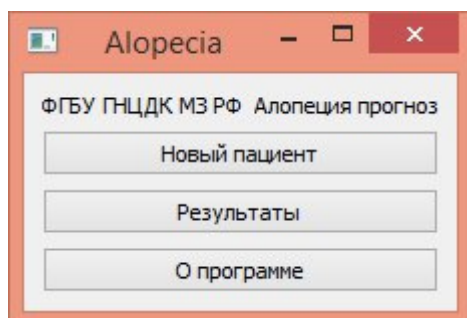 Alopecia
ФГБУ ГНЦДК МЗ РФ Алопеция прогноз
Новый пациент
Результаты
О программе